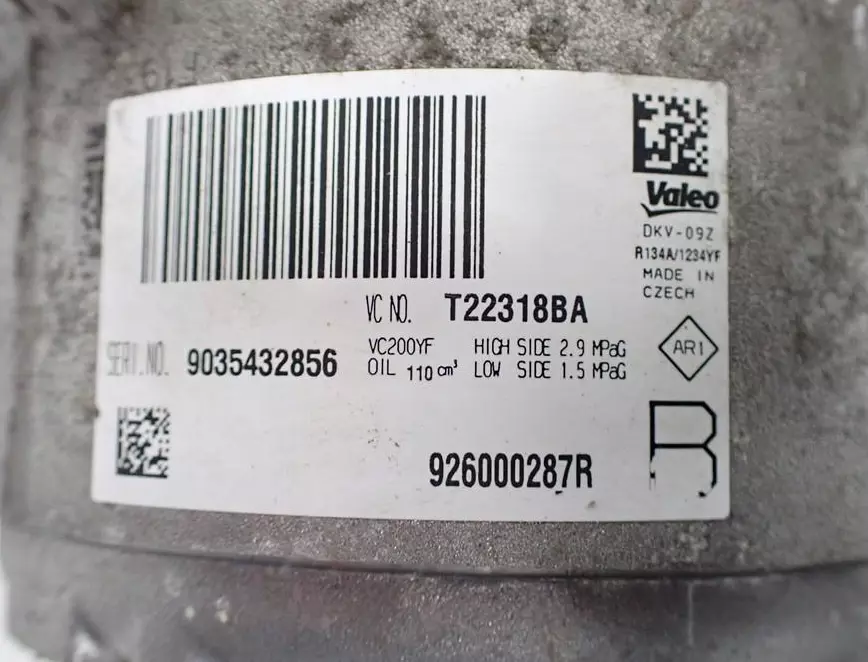 Valeo
DKV-09Z
R134A/1234YF
MADE IN
CZECH
VC NO. T22318BA
SERI.NO. 9035432856
VC200YF HIGH SIDE 2.9 MPaG
OIL 110 cm³ LOW SIDE 1.5 MPaG
AR1
926000287R